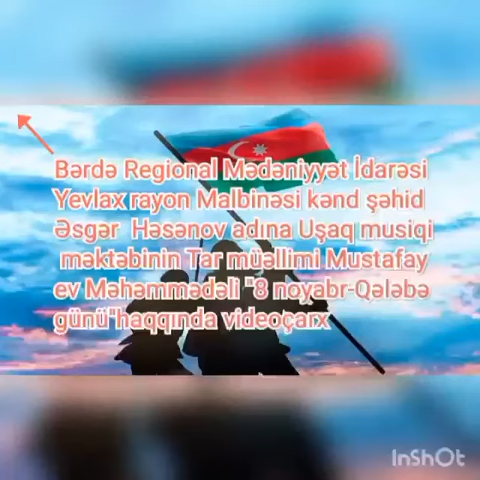 Bərdə Regional Mədəniyyət İdarəsi
Yevlax rayon Malbinəsi kənd şəhid
Əsgər Həsənov adına Uşaq musiqi
məktəbinin Tar müəllimi Mustafay
ev Məhəmmədəli "8 noyabr-Qələbə
günü"haqqında videoçarx
InShOt